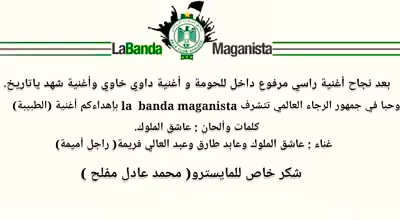 LaBanda Maganista
بعد نجاح أغنية راسي مرفوع داخل للحومة و أغنية داوي خاوي وأغنية شهد ياتاريخ.
وحبا في جمهور الرجاء العالمي تتشرف la banda maganista بإهداءكم أغنية (الطبيبة)
كلمات وألحان : عاشق الملوك.
غناء : عاشق الملوك وعابد طارق وعبد العالي فريمة( راجل أميمة)
شكر خاص للمايسترو( محمد عادل مفلح )